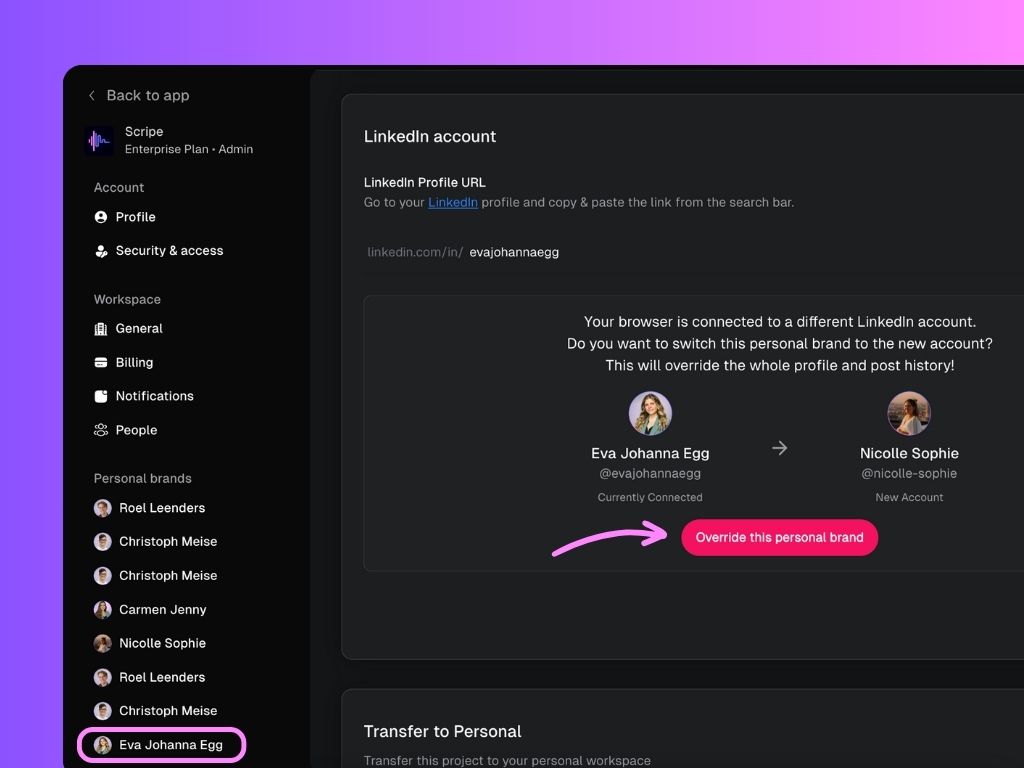 Back to app
Scripe
Enterprise Plan • Admin
Account
Profile
Security & access
Workspace
General
Billing
Notifications
People
Personal brands
Roel Leenders
Christoph Meise
Christoph Meise
Carmen Jenny
Nicolle Sophie
Roel Leenders
Christoph Meise
Eva Johanna Egg
LinkedIn account
LinkedIn Profile URL
Go to your LinkedIn profile and copy & paste the link from the search bar.
linkedin.com/in/ evajohannaegg
Your browser is connected to a different LinkedIn account.
Do you want to switch this personal brand to the new account?
This will override the whole profile and post history!
Eva Johanna Egg
@evajohannaegg
Currently Connected
Nicolle Sophie
@nicolle-sophie
New Account
Override this personal brand
Transfer to Personal
Transfer this project to your personal workspace